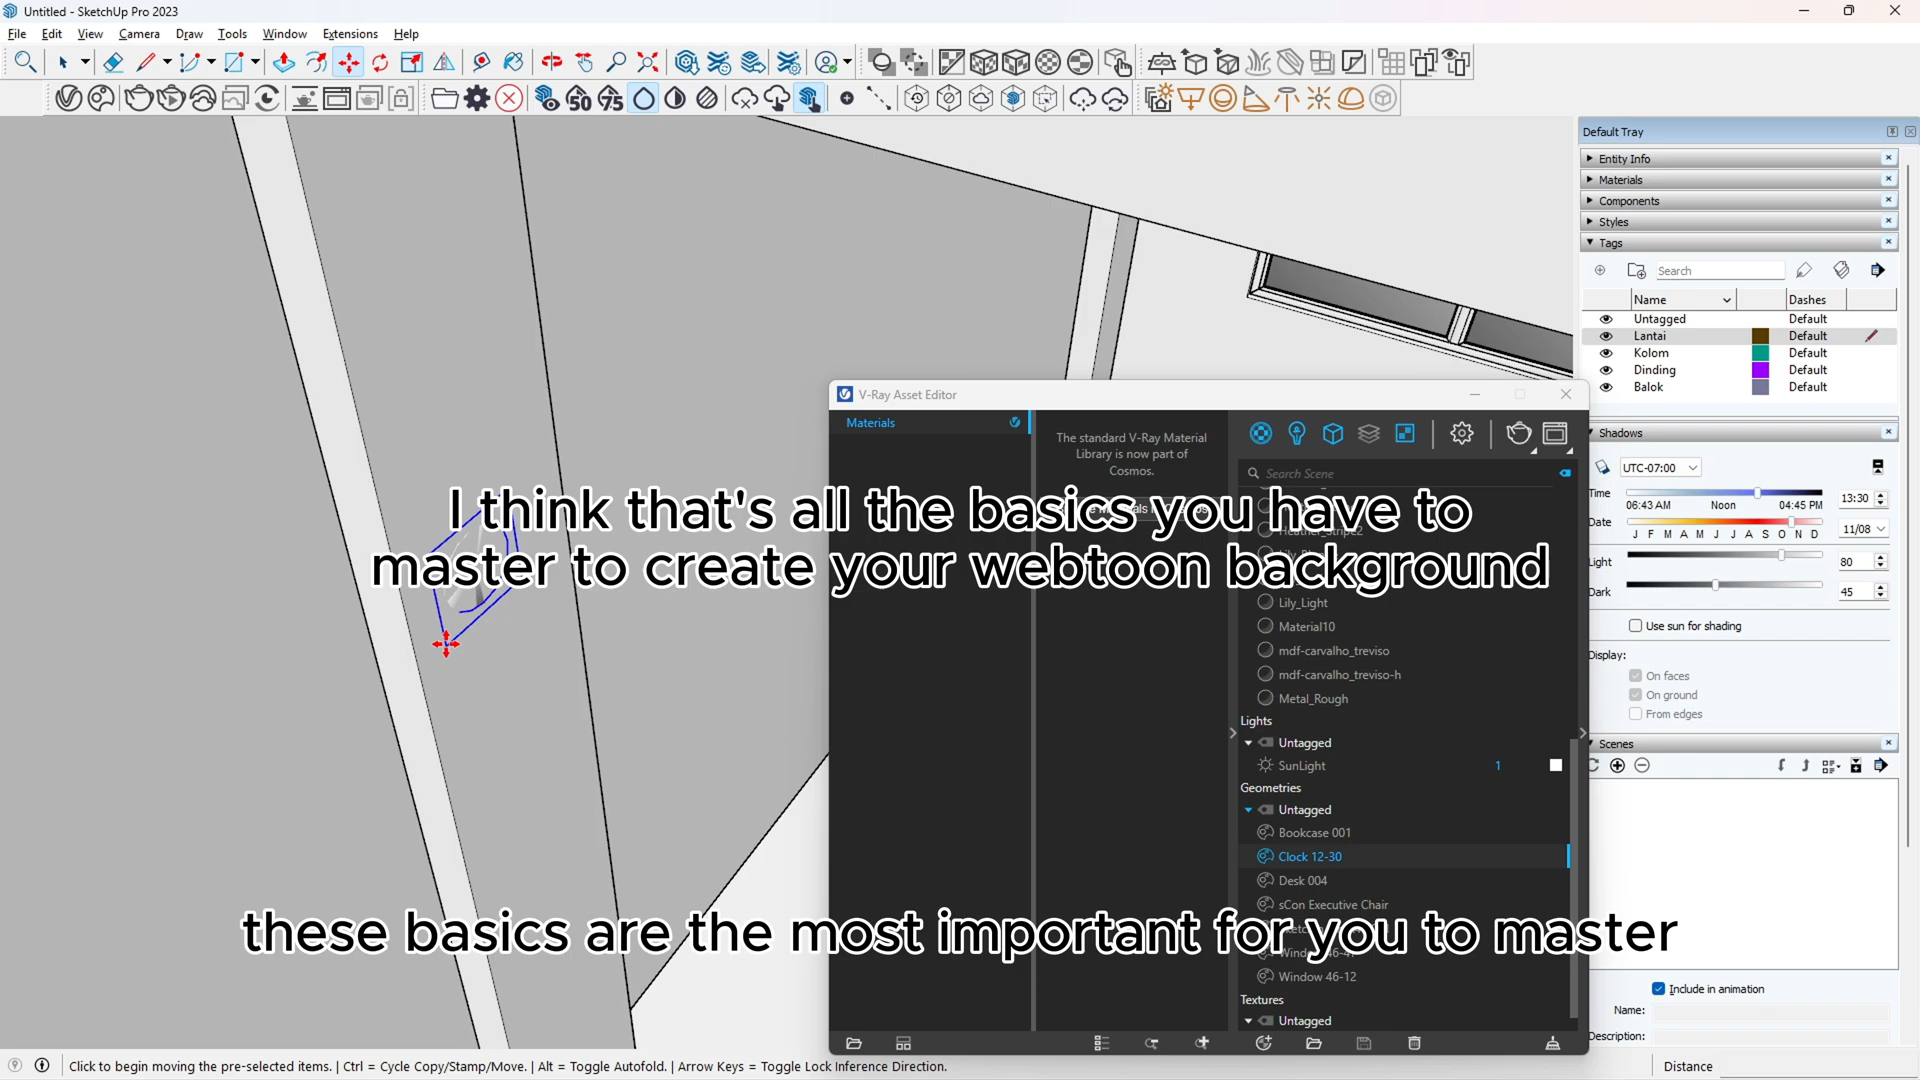 Untitled - SketchUp Pro 2023
File Edit View Camera Draw Tools Window Extensions Help
50 75
Default Tray
Entity Info
Materials
Components
Styles
Tags
Search
Name Dashes
Untagged Default
Lantai Default
Kolom Default
Dinding Default
Balok Default
Shadows
UTC-07:00
Time 13:30
06:43 AM Noon 04:45 PM
Date 11/08
J F M A M J J A S O N D
Light 80
Dark 45
Use sun for shading
Display:
On faces
On ground
From edges
Scenes
Include in animation
Name:
Description:
V-Ray Asset Editor
Materials
The standard V-Ray Material
Library is now part of
Cosmos.
Search Scene
Heather_Stripe2
I think that's all the basics you have to
master to create your webtoon background
Lily_Light
Material10
mdf-carvalho_treviso
mdf-carvalho_treviso-h
Metal_Rough
Lights
Untagged
SunLight 1
Geometries
Untagged
Bookcase 001
Clock 12-30
Desk 004
sCon Executive Chair
these basics are the most important for you to master
Window 46-12
Textures
Untagged
Click to begin moving the pre-selected items. | Ctrl = Cycle Copy/Stamp/Move. | Alt = Toggle Autofold. | Arrow Keys = Toggle Lock Inference Direction.
Distance